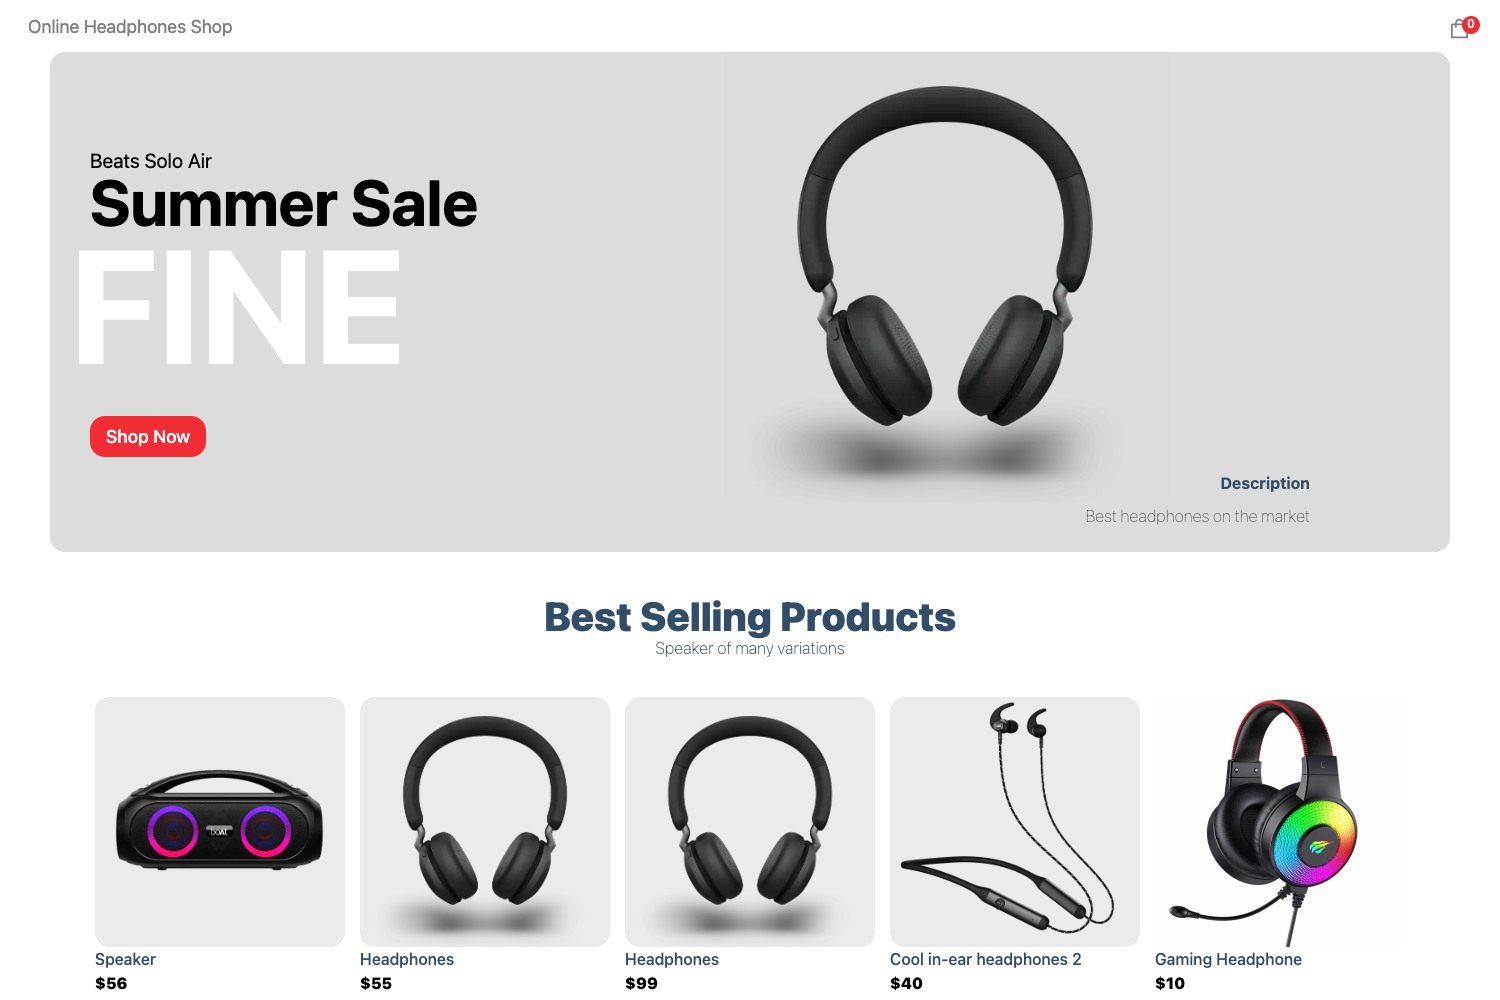 Online Headphones Shop
0
Beats Solo Air
Summer Sale
FINE
Shop Now
Description
Best headphones on the market
Best Selling Products
Speaker of many variations
BOAT
L
Speaker
$56
Headphones
$55
Headphones
$99
Cool in-ear headphones 2
$40
Gaming Headphone
$10